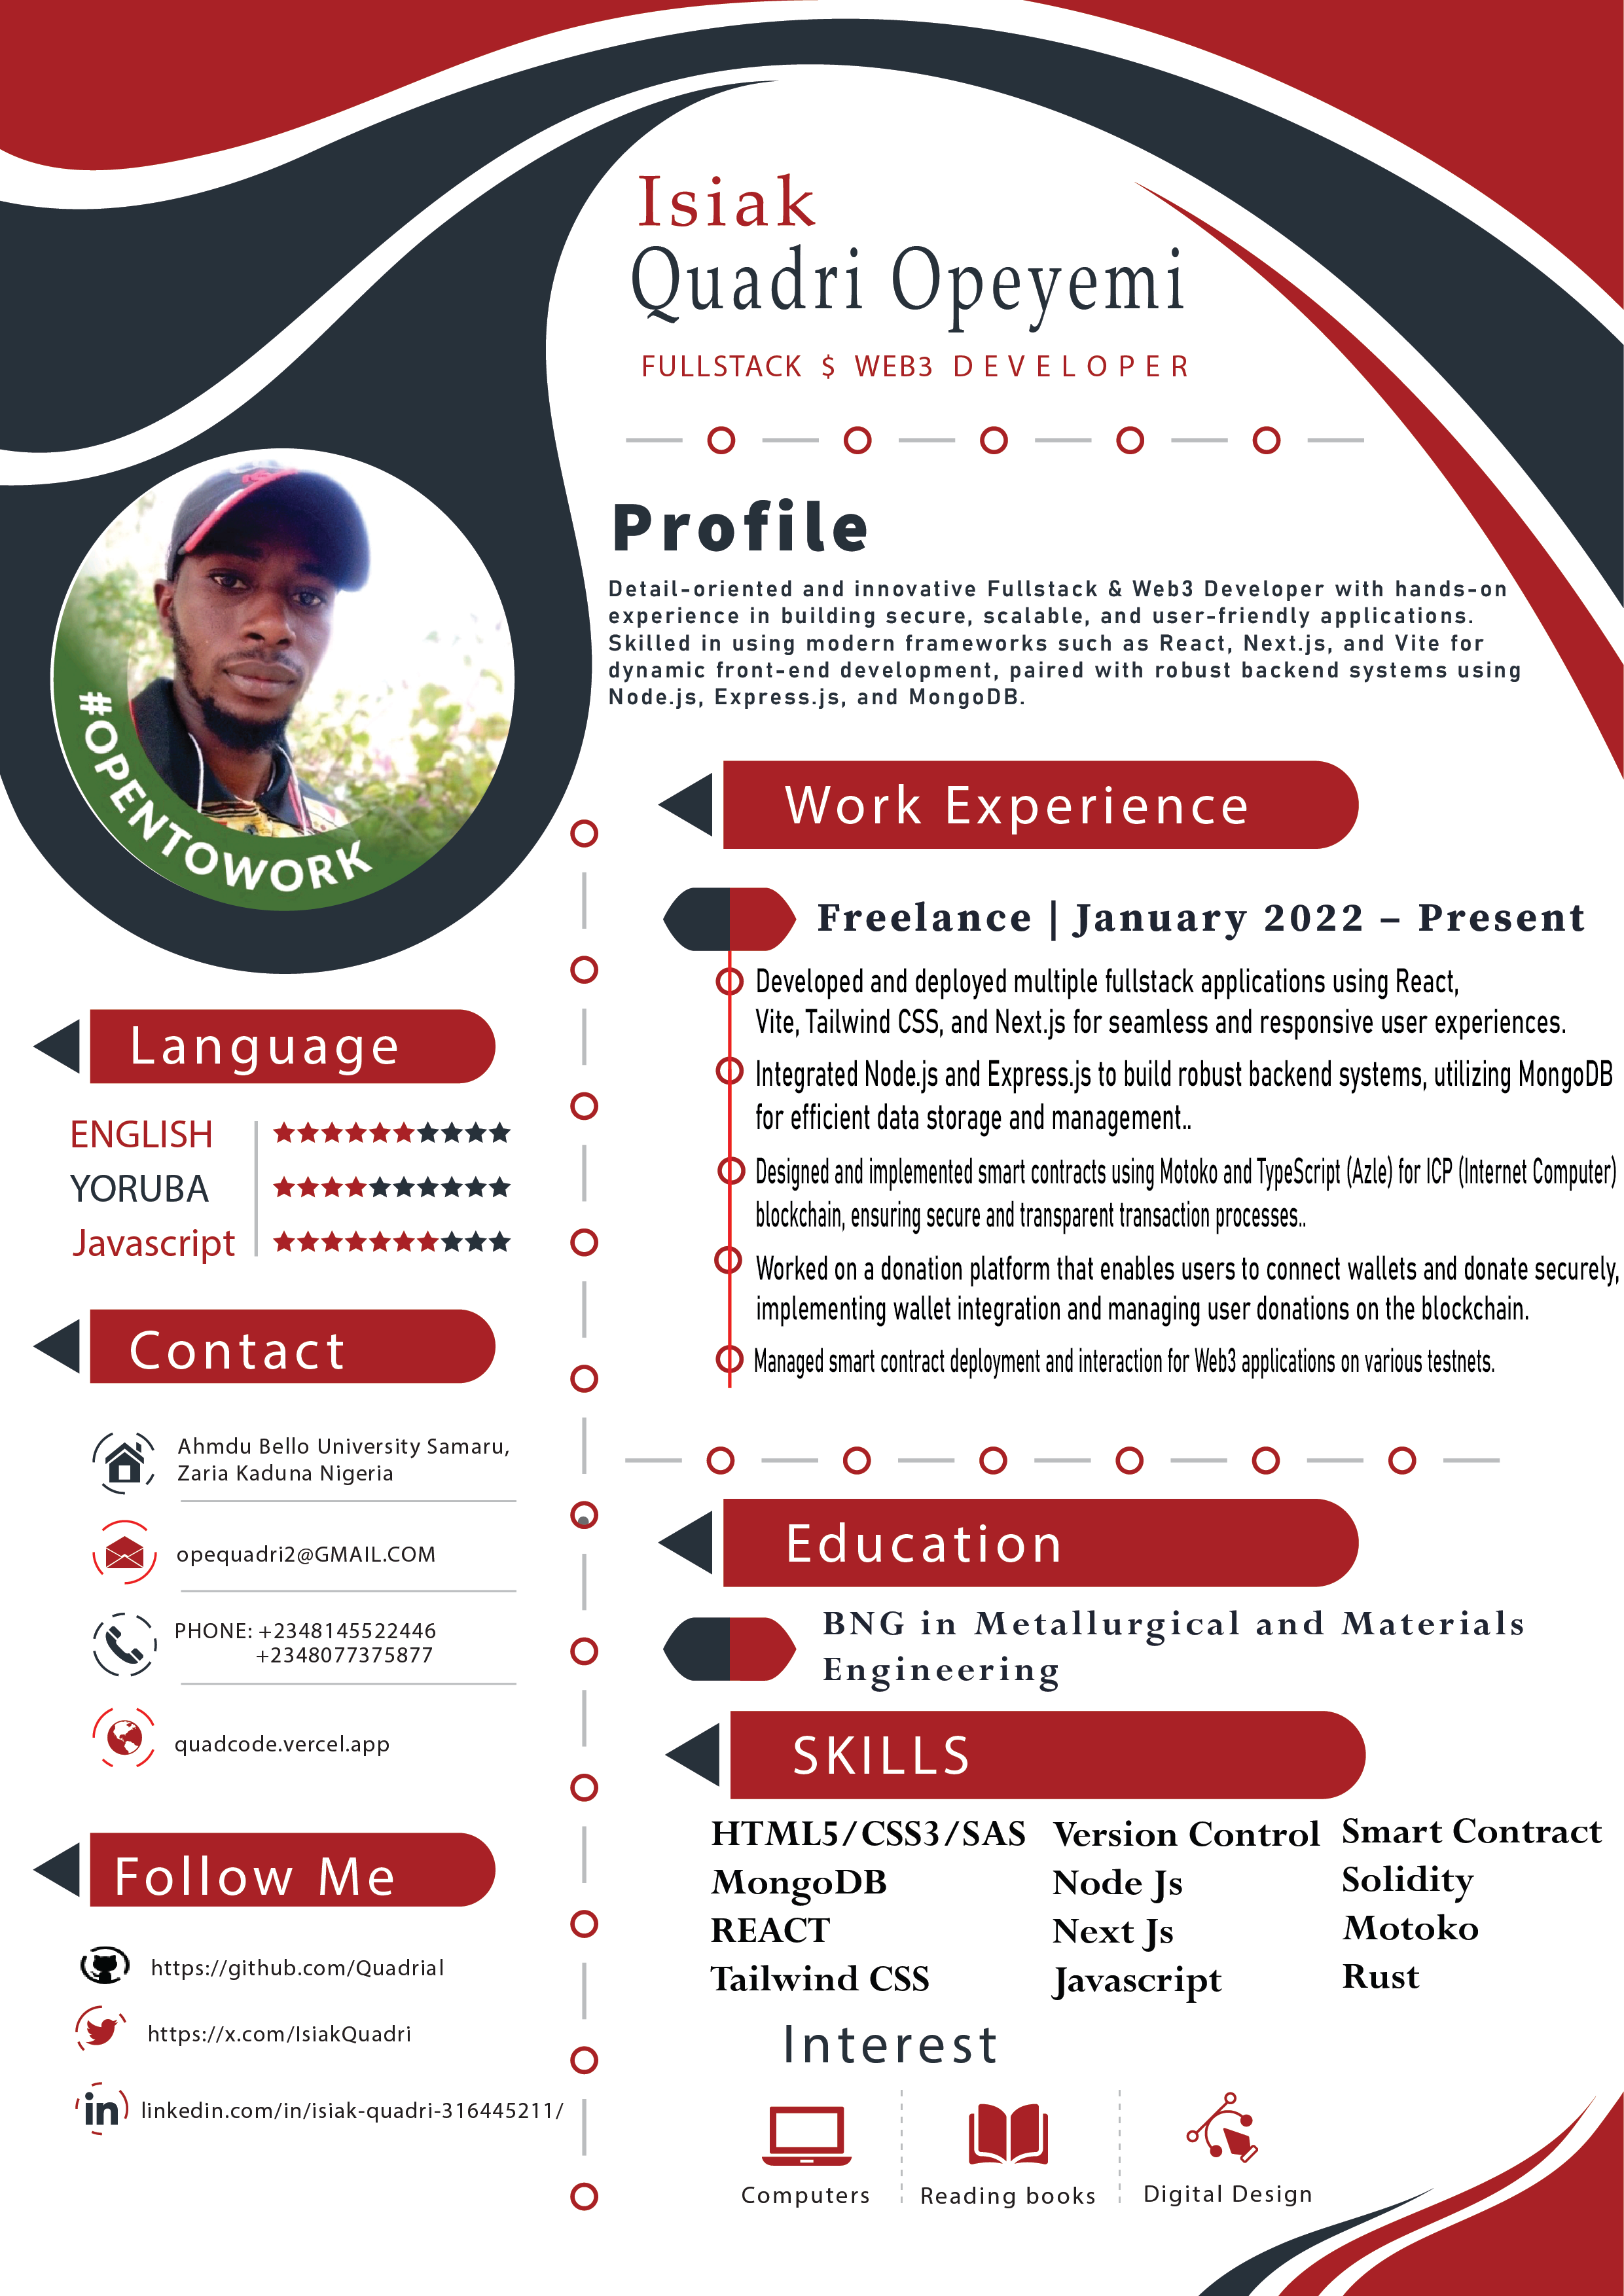 Isiak
Quadri Opeyemi
FULLSTACK $ WEB3 DEVELOPER
Profile
Detail-oriented and innovative Fullstack & Web3 Developer with hands-on
experience in building secure, scalable, and user-friendly applications.
Skilled in using modern frameworks such as React, Next.js, and Vite for
dynamic front-end development, paired with robust backend systems using
Node.js, Express.js, and MongoDB.
#OPENTOWORK
Language
ENGLISH
YORUBA
Javascript
Contact
Ahmdu Bello University Samaru,
Zaria Kaduna Nigeria
opequadri2@GMAIL.COM
PHONE: +2348145522446
+2348077375877
quadcode.vercel.app
Follow Me
https://github.com/Quadrial
https://x.com/IsiakQuadri
in linkedin.com/in/isiak-quadri-316445211/
Work Experience
Freelance | January 2022 – Present
Developed and deployed multiple fullstack applications using React,
Vite, Tailwind CSS, and Next.js for seamless and responsive user experiences.
Integrated Node.js and Express.js to build robust backend systems, utilizing MongoDB
for efficient data storage and management..
Designed and implemented smart contracts using Motoko and TypeScript (Azle) for ICP (Internet Computer)
blockchain, ensuring secure and transparent transaction processes..
Worked on a donation platform that enables users to connect wallets and donate securely,
implementing wallet integration and managing user donations on the blockchain.
Managed smart contract deployment and interaction for Web3 applications on various testnets.
Education
BNG in Metallurgical and Materials
Engineering
SKILLS
HTML5/CSS3/SAS
MongoDB
REACT
Tailwind CSS
Version Control
Node Js
Next Js
Javascript
Smart Contract
Solidity
Motoko
Rust
Interest
Computers
Reading books
Digital Design